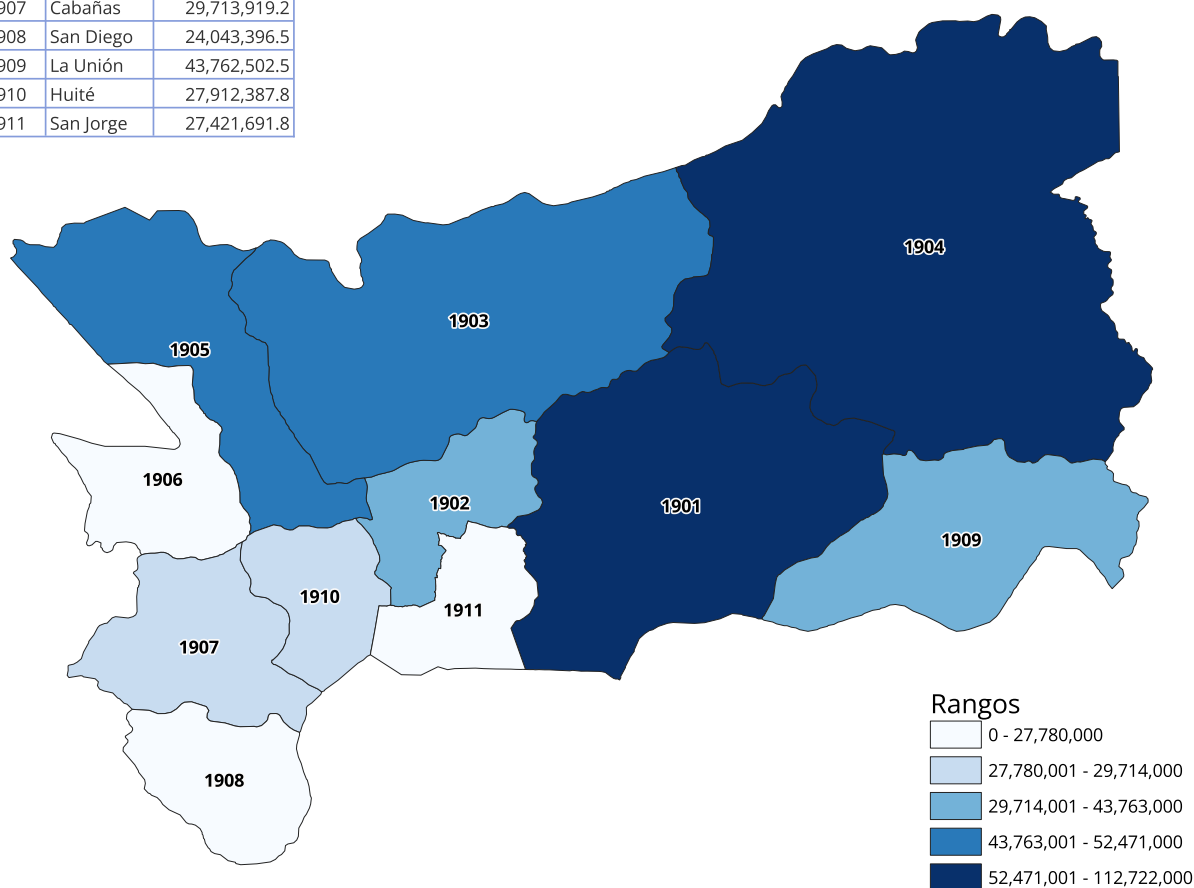 907 Cabañas 29,713,919.2
908 San Diego 24,043,396.5
909 La Unión 43,762,502.5
910 Huité 27,912,387.8
911 San Jorge 27,421,691.8
1904
1903
1905
1906
1902
1901
1909
1910
1911
1907
1908
Rangos
0 - 27,780,000
27,780,001 - 29,714,000
29,714,001 - 43,763,000
43,763,001 - 52,471,000
52,471,001 - 112,722,000